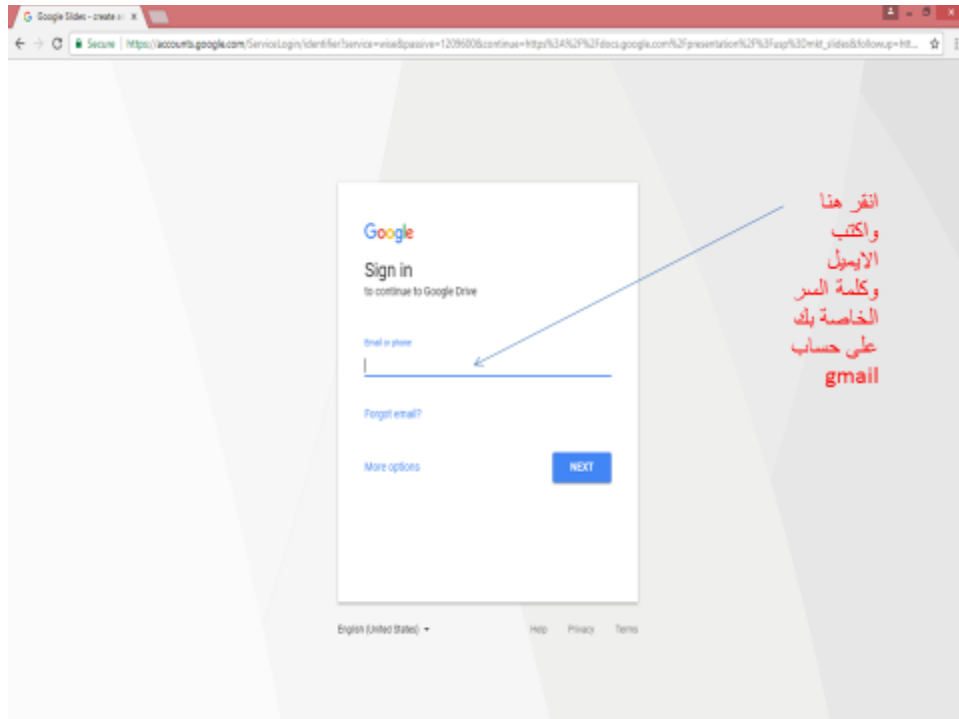 Google Slides - create a
Secure | https://accounts.google.com/ServiceLogin/identifier?service=wise&passive=1209600&continue=https%3A%2F%2Fdocs.google.com%2Fpresentation%2F%3Fusp%3Dmkt_slides&followup=htt...
Google
Sign in
to continue to Google Drive
Email or phone
Forgot email?
More options
NEXT
English (United States)
Help Privacy Terms
انقر هنا
واكتب
الايميل
وكلمة السر
الخاصة بك
على حساب
gmail